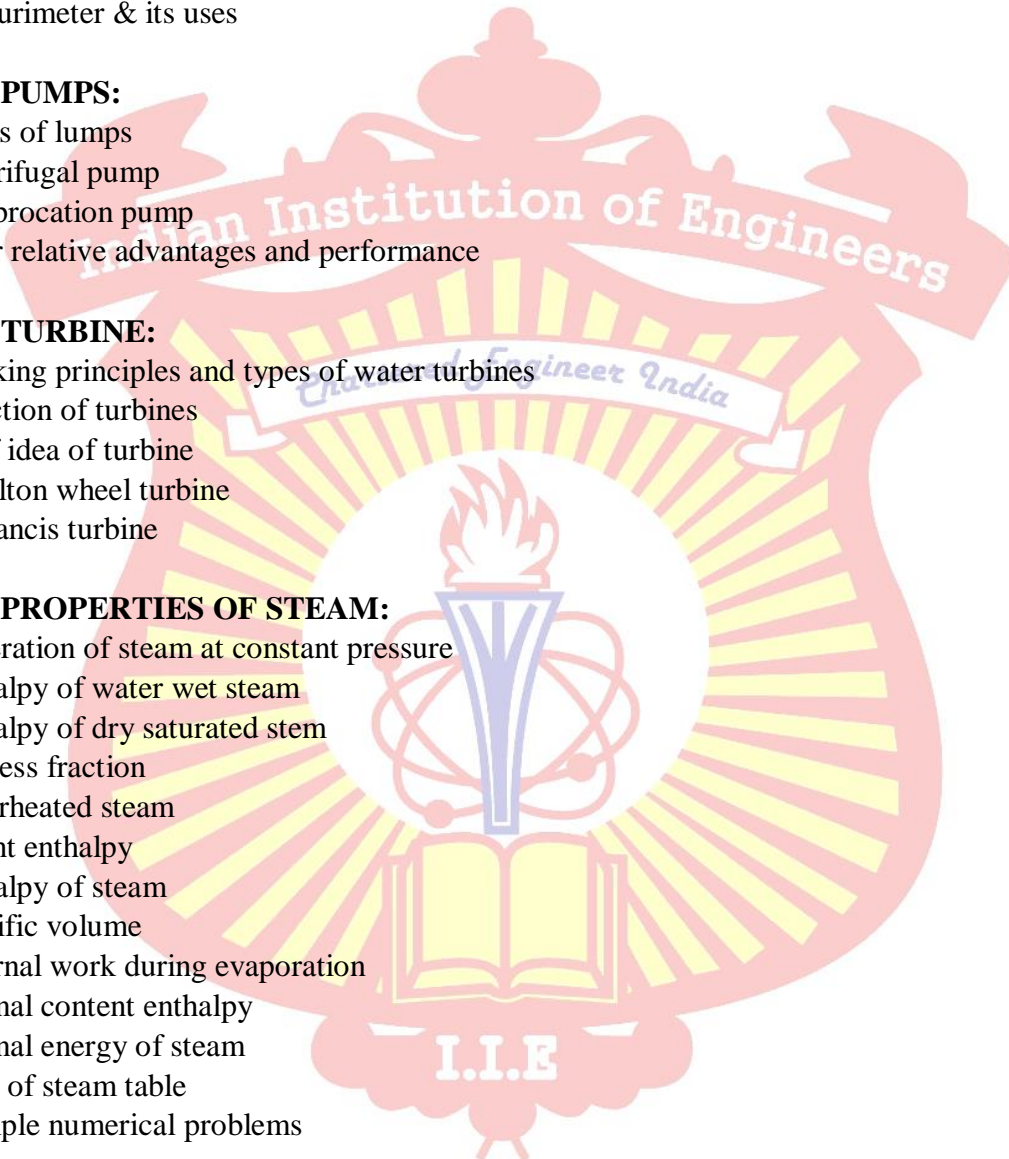 urimeter & its uses
PUMPS:
s of lumps
rifugal pump
procation pump
r relative advantages and performance
Indian Institution of Engineers
TURBINE:
king principles and types of water turbines
Chartered Engineer India
ction of turbines
f idea of turbine
lton wheel turbine
ancis turbine
PROPERTIES OF STEAM:
eration of steam at constant pressure
alpy of water wet steam
alpy of dry saturated stem
ess fraction
rheated steam
nt enthalpy
alpy of steam
ific volume
rnal work during evaporation
nal content enthalpy
nal energy of steam
of steam table
ple numerical problems
I.I.E